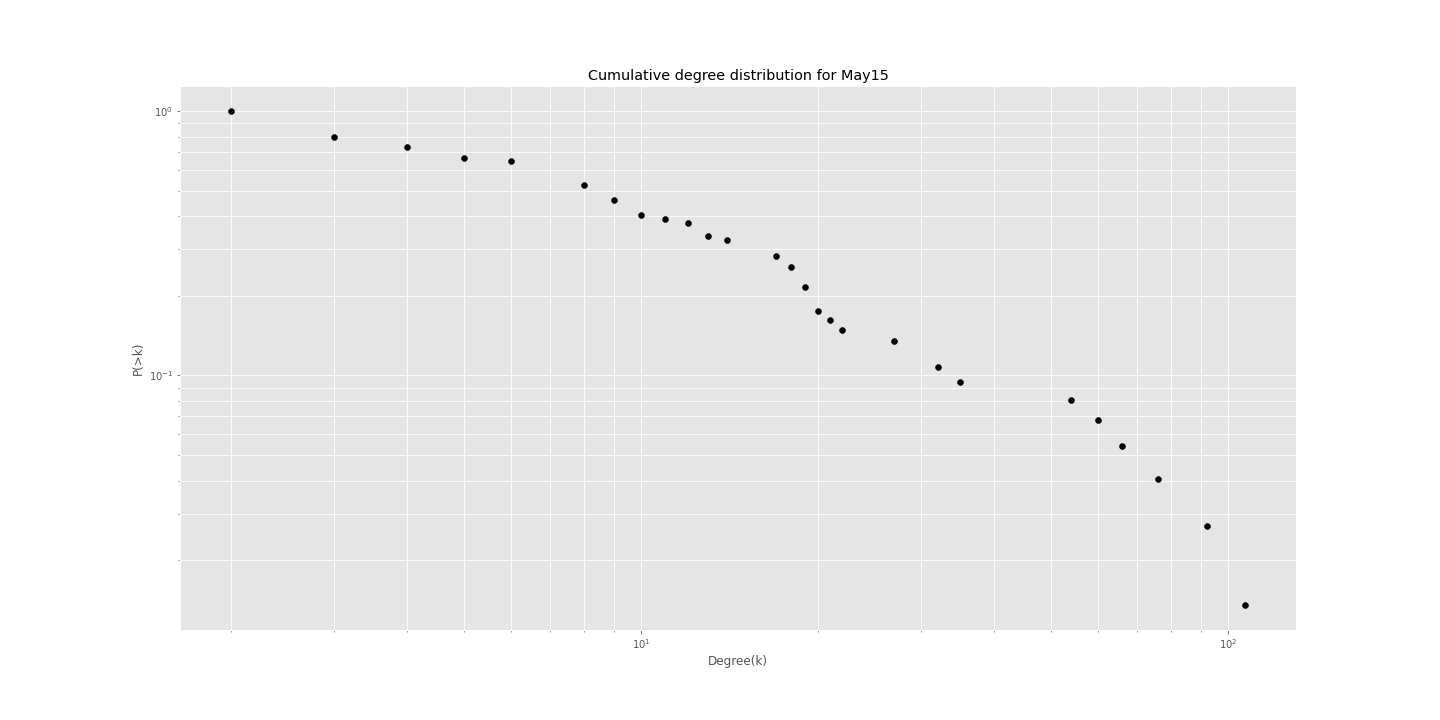 Cumulative degree distribution for May15
10⁰
P(>k)
10⁻¹
10¹
10²
Degree(k)